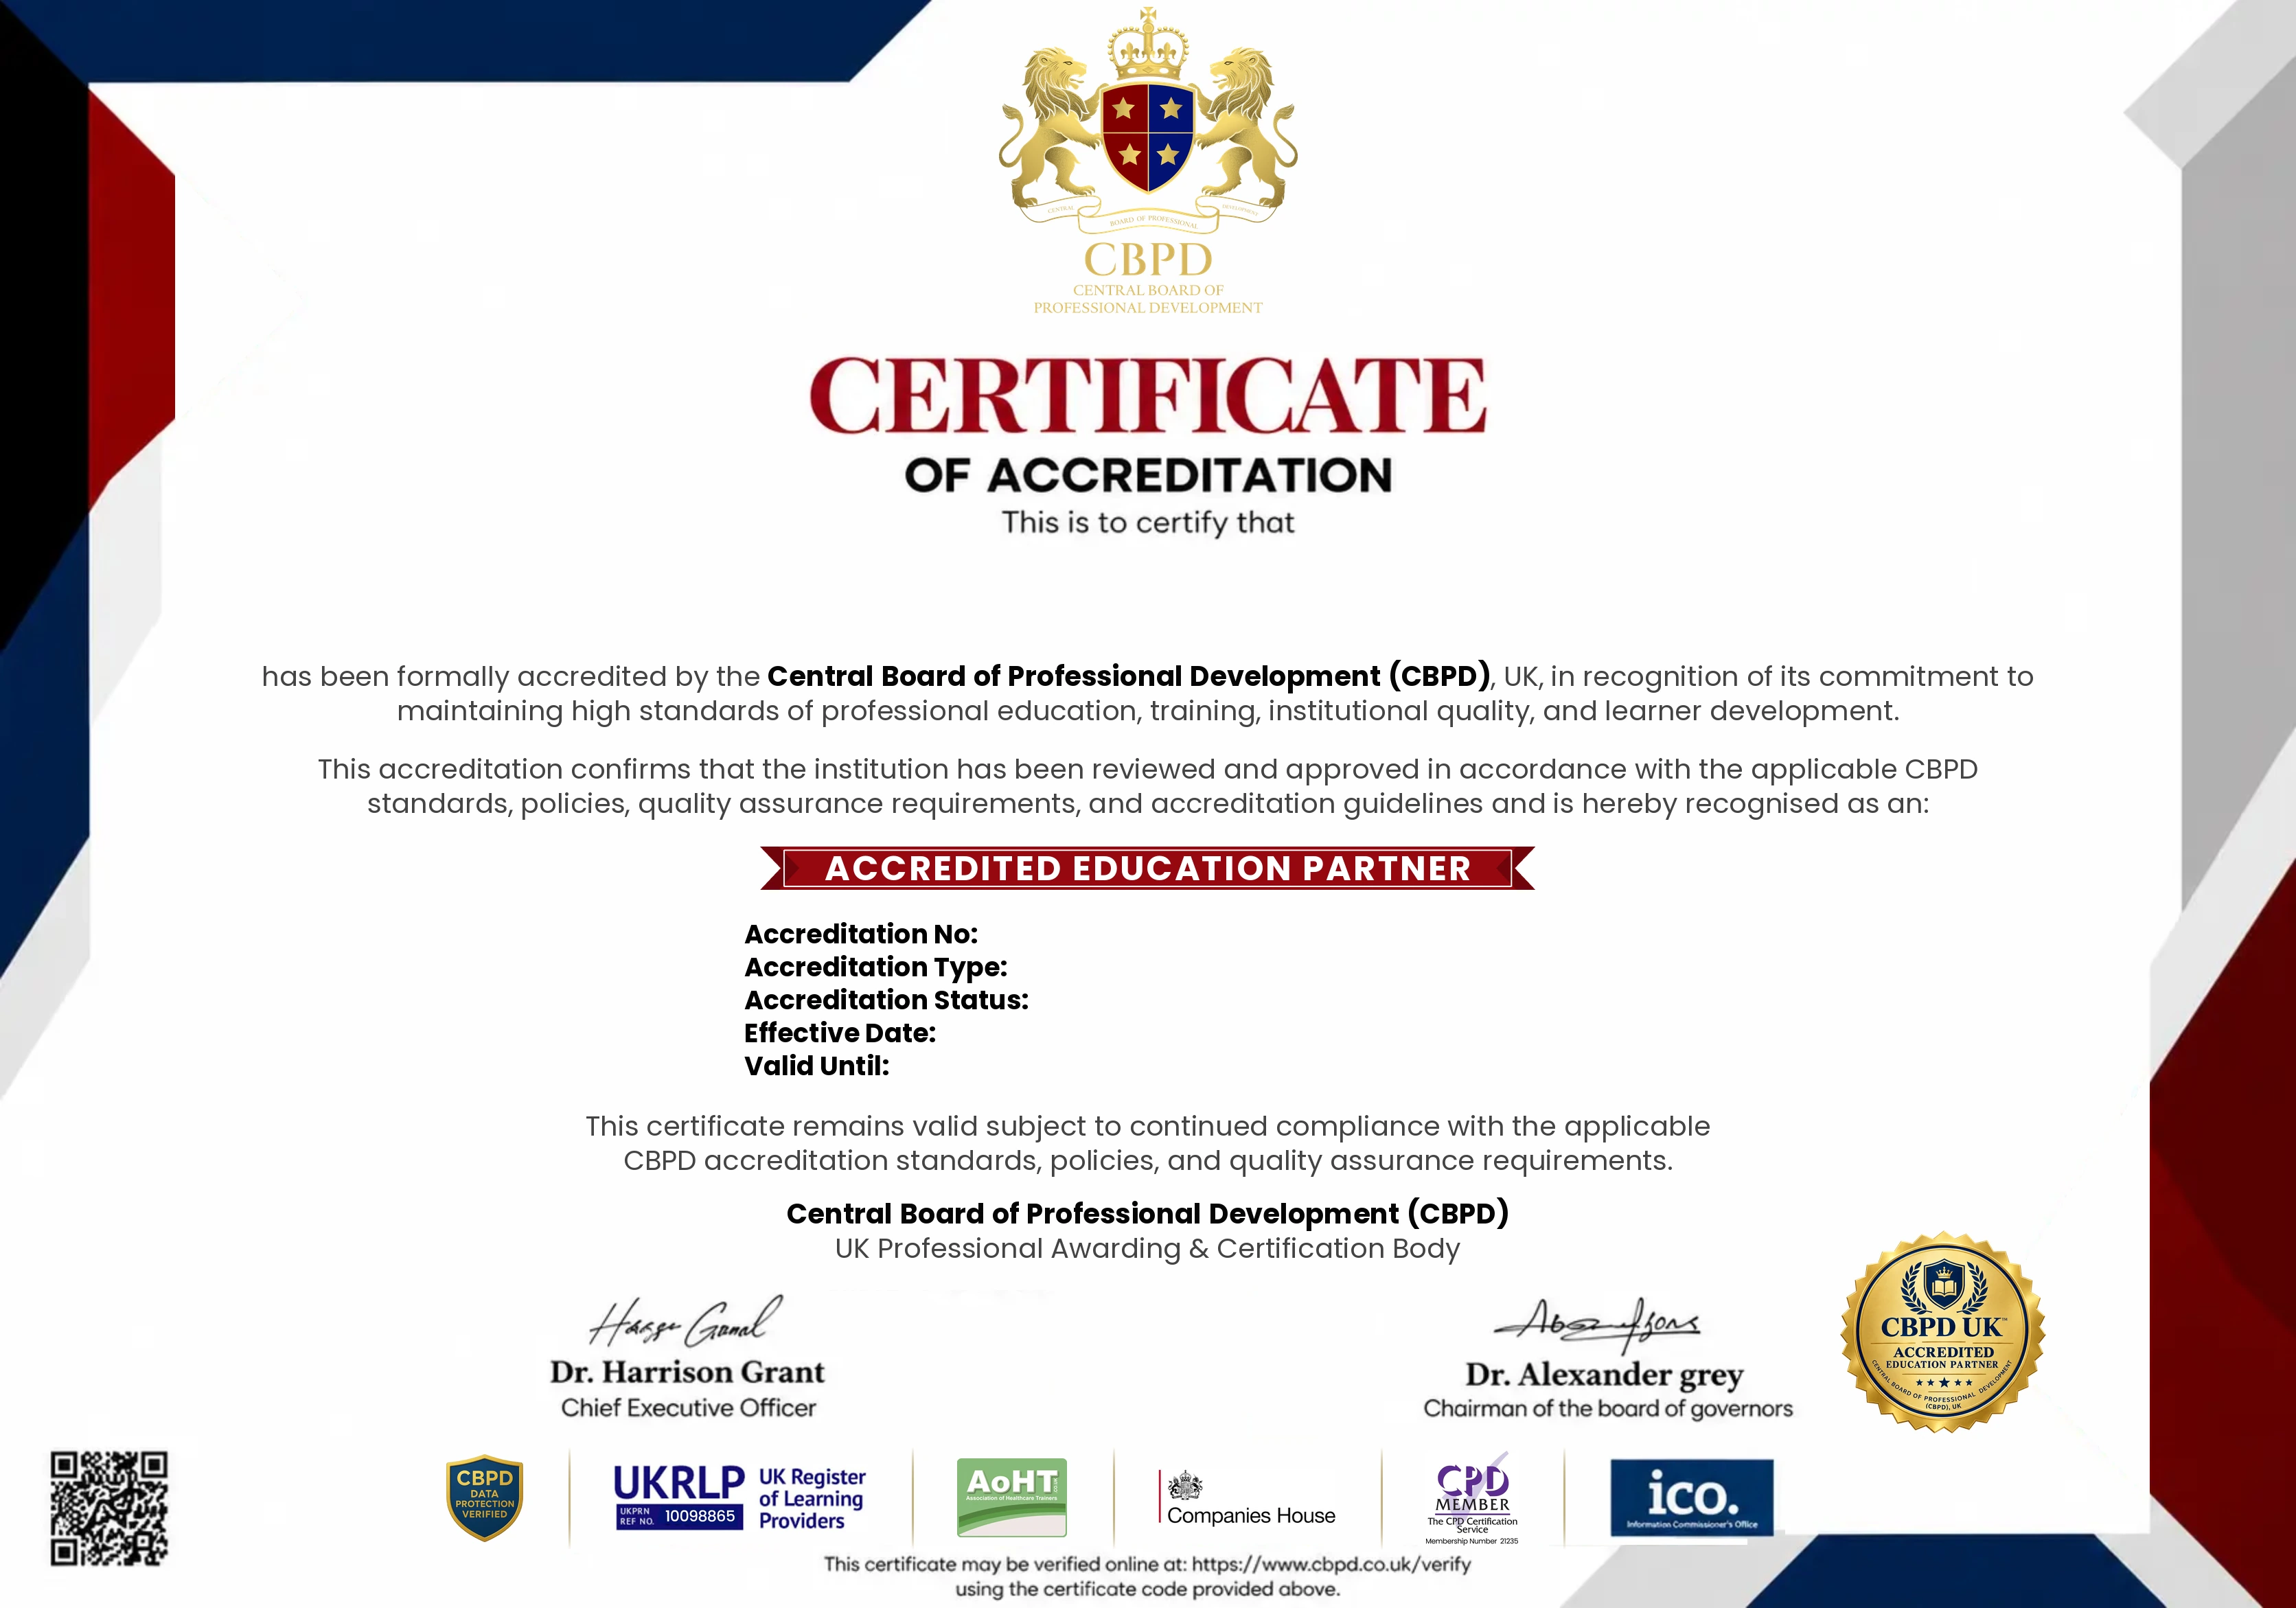 CENTRAL BOARD OF PROFESSIONAL DEVELOPMENT
CBPD
CENTRAL BOARD OF
PROFESSIONAL DEVELOPMENT
CERTIFICATE
OF ACCREDITATION
This is to certify that
has been formally accredited by the Central Board of Professional Development (CBPD), UK, in recognition of its commitment to
maintaining high standards of professional education, training, institutional quality, and learner development.
This accreditation confirms that the institution has been reviewed and approved in accordance with the applicable CBPD
standards, policies, quality assurance requirements, and accreditation guidelines and is hereby recognised as an:
ACCREDITED EDUCATION PARTNER
Accreditation No:
Accreditation Type:
Accreditation Status:
Effective Date:
Valid Until:
This certificate remains valid subject to continued compliance with the applicable
CBPD accreditation standards, policies, and quality assurance requirements.
Central Board of Professional Development (CBPD)
UK Professional Awarding & Certification Body
Dr. Harrison Grant
Chief Executive Officer
Dr. Alexander grey
Chairman of the board of governors
CBPD UK™
ACCREDITED
EDUCATION PARTNER
CENTRAL BOARD OF PROFESSIONAL DEVELOPMENT
(CBPD), UK
CBPD
DATA
PROTECTION
VERIFIED
UKRLP
UKPRN
REF NO. 10098865
UK Register
of Learning
Providers
AoHT
Association of Healthcare Trainers
Companies House
CPD
MEMBER
The CPD Certification
Service
Membership Number 21235
ico.
Information Commissioner's Office
This certificate may be verified online at: https://www.cbpd.co.uk/verify
using the certificate code provided above.